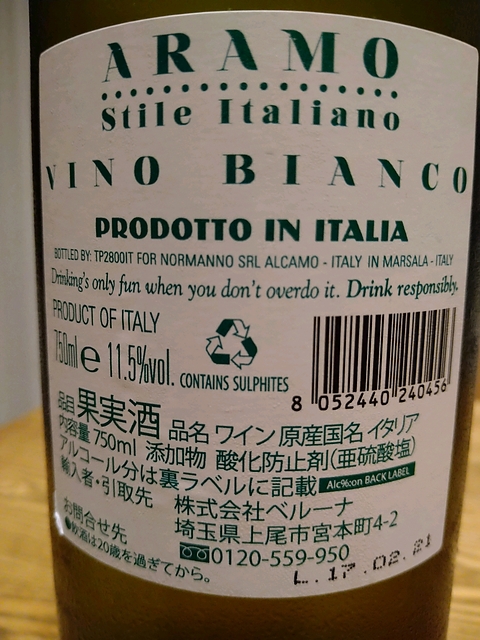 ARAMO
Stile Italiano
VINO BIANCO
PRODOTTO IN ITALIA
BOTTLED BY: TP2800IT FOR NORMANNO SRL ALCAMO - ITALY IN MARSALA - ITALY
Drinking's only fun when you don't overdo it. Drink responsibly.
PRODUCT OF ITALY
750ml e 11.5%vol.
CONTAINS SULPHITES
8 052440 240456
品目 果実酒 品名 ワイン 原産国名 イタリア
内容量 750ml 添加物 酸化防止剤(亜硫酸塩)
アルコール分は裏ラベルに記載 Alc%:on BACK LABEL
輸入者・引取先 株式会社ベルーナ
埼玉県上尾市宮本町4-2
お問合せ先 0120-559-950
●飲酒は20歳を過ぎてから。
L.17.02.21